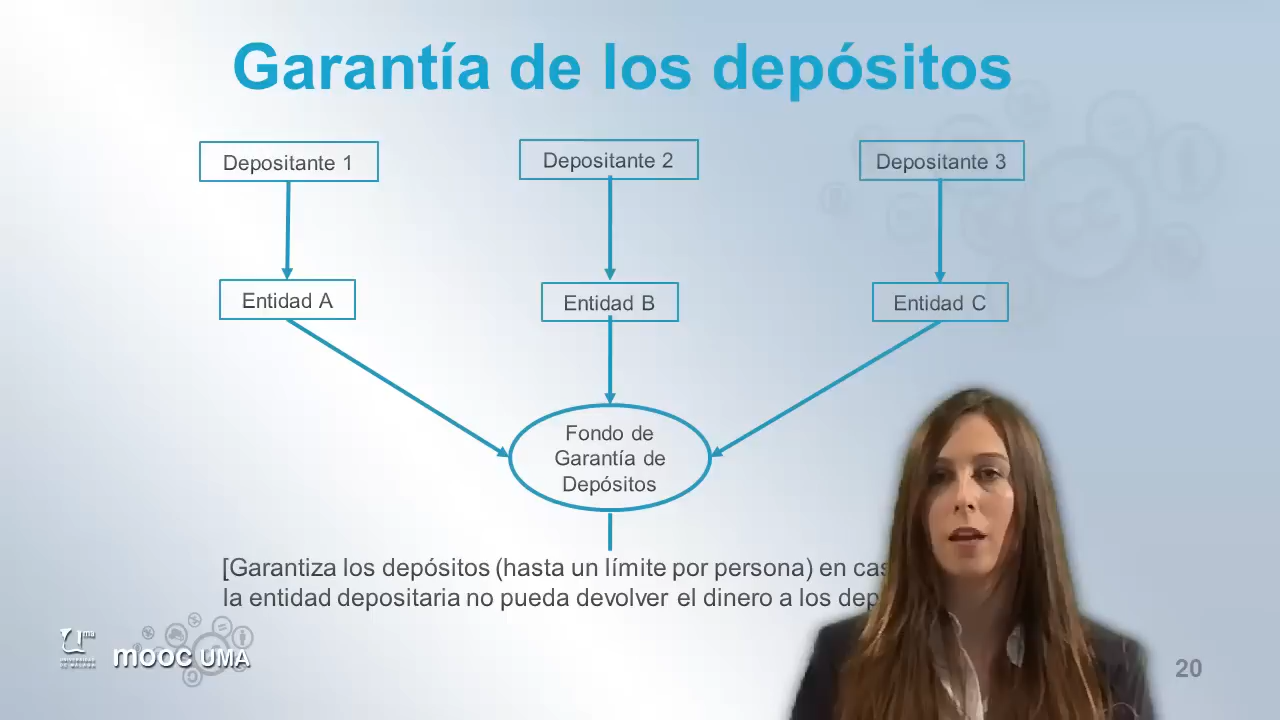 Garantía de los depósitos
Depositante 1
Depositante 2
Depositante 3
Entidad A
Entidad B
Entidad C
Fondo de
Garantía de
Depósitos
[Garantiza los depósitos (hasta un límite por persona) en
la entidad depositaria no pueda devolver el dinero a los
mooc UMA
20